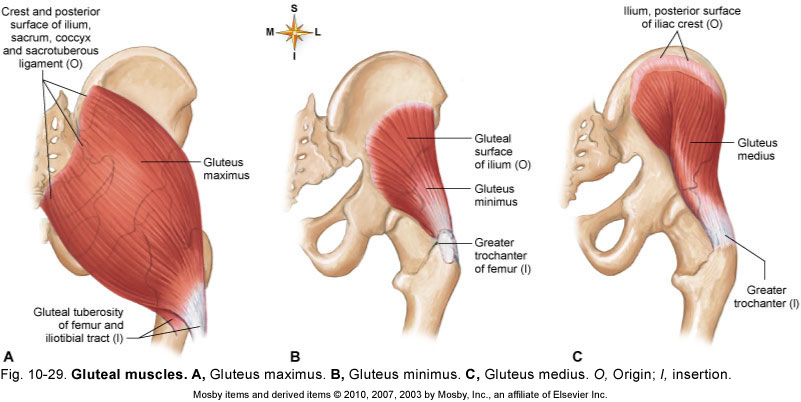 Crest and posterior
surface of ilium,
sacrum, coccyx
and sacrotuberous
ligament (O)
Gluteus
maximus
Gluteal tuberosity
of femur and
iliotibial tract (I)
A
S
M
L
I
Gluteal
surface
of ilium (O)
Gluteus
minimus
Greater
trochanter
of femur (I)
B
Ilium, posterior surface
of iliac crest (O)
Gluteus
medius
Greater
trochanter (I)
C
Fig. 10-29. Gluteal muscles. A, Gluteus maximus. B, Gluteus minimus. C, Gluteus medius. O, Origin; I, insertion.
Mosby items and derived items © 2010, 2007, 2003 by Mosby, Inc., an affiliate of Elsevier Inc.